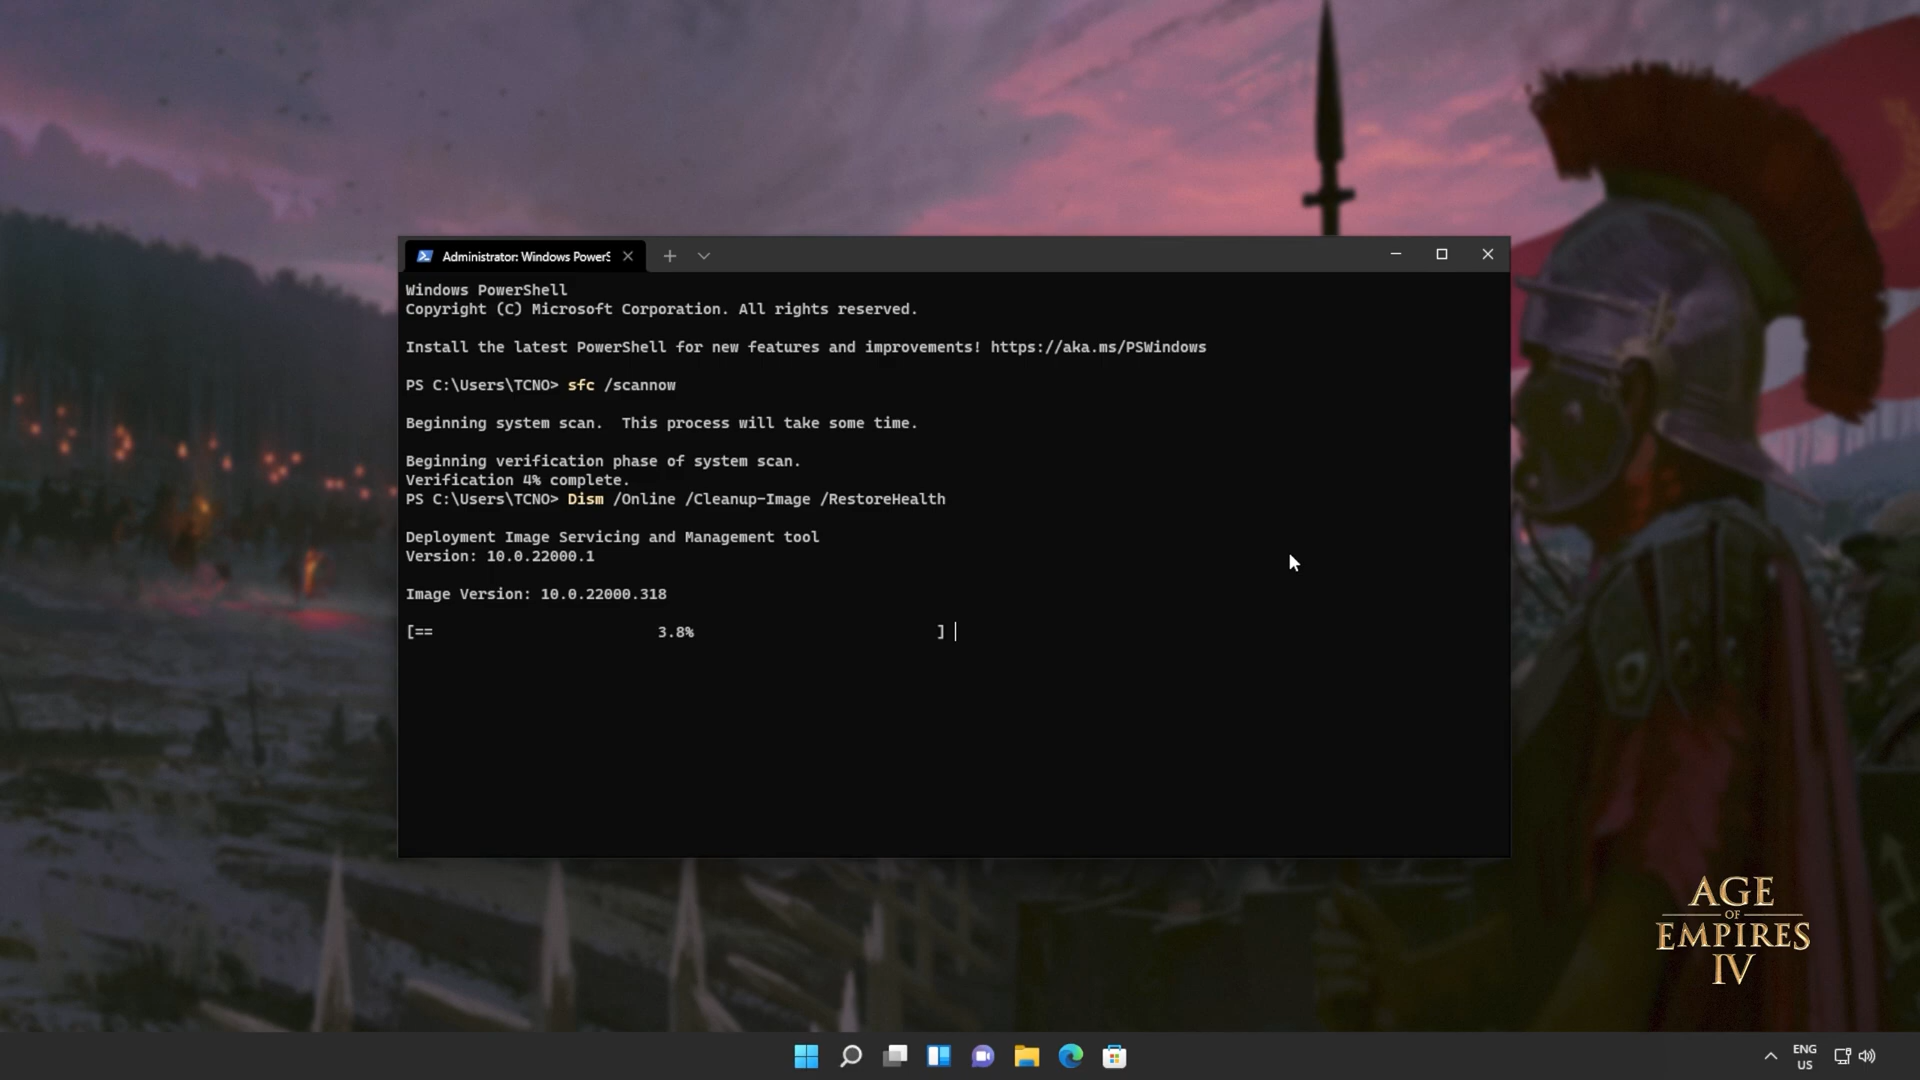 Administrator: Windows PowerS
Windows PowerShell
Copyright (C) Microsoft Corporation. All rights reserved.
Install the latest PowerShell for new features and improvements! https://aka.ms/PSWindows
PS C:\Users\TCNO> sfc /scannow
Beginning system scan.  This process will take some time.
Beginning verification phase of system scan.
Verification 4% complete.
PS C:\Users\TCNO> Dism /Online /Cleanup-Image /RestoreHealth
Deployment Image Servicing and Management tool
Version: 10.0.22000.1
Image Version: 10.0.22000.318
[==                         3.8%                           ]
AGE
OF
EMPIRES
IV
ENG
US